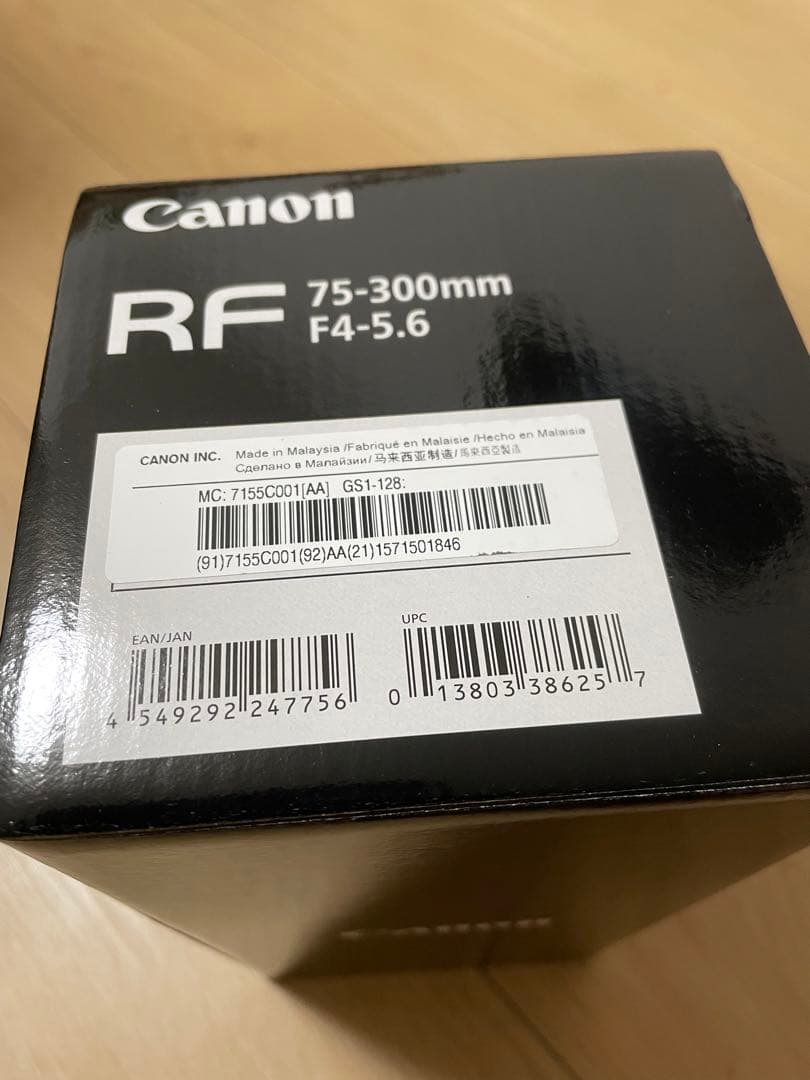 Canon
RF 75-300mm
F4-5.6
CANON INC. Made in Malaysia /Fabriqué en Malaisie /Hecho en Malaisia
Сделано в Малайзии/ 马来西亚制造/ 馬來西亞製造
MC: 7155C001[AA] GS1-128:
(91)7155C001(92)AA(21)1571501846
EAN/JAN
4 549292 247756
UPC
0 13803 38625 7